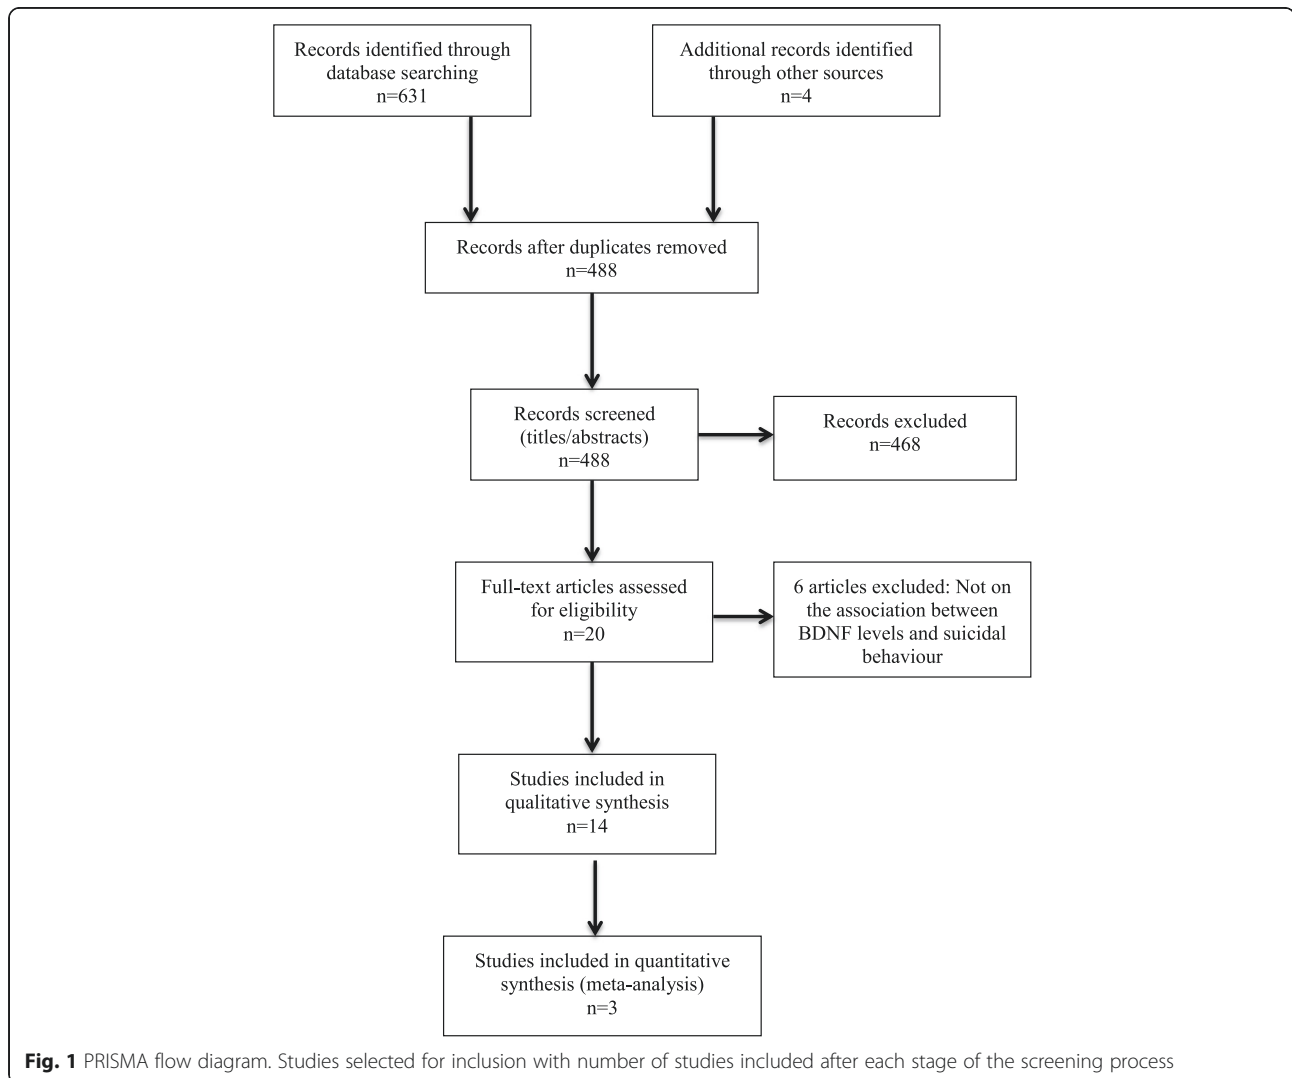 Records identified through
database searching
n=631
Additional records identified
through other sources
n=4
Records after duplicates removed
n=488
Records screened
(titles/abstracts)
n=488
Records excluded
n=468
Full-text articles assessed
for eligibility
n=20
6 articles excluded: Not on
the association between
BDNF levels and suicidal
behaviour
Studies included in
qualitative synthesis
n=14
Studies included in quantitative
synthesis (meta-analysis)
n=3
Fig. 1 PRISMA flow diagram. Studies selected for inclusion with number of studies included after each stage of the screening process